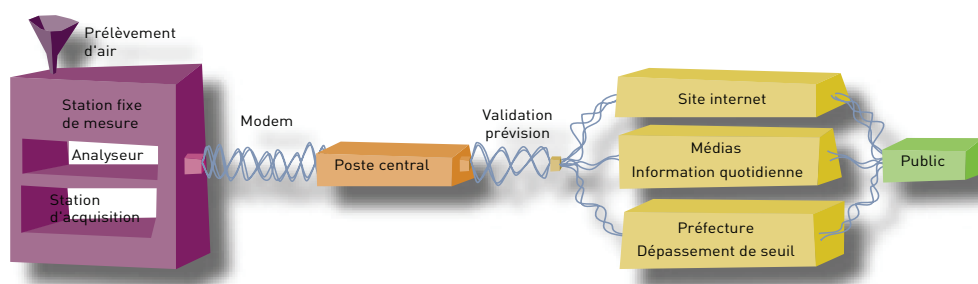 Prélèvement
d'air
Station fixe
de mesure
Analyseur
Station
d'acquisition
Modem
Poste central
Validation
prévision
Site internet
Médias
Information quotidienne
Préfecture
Dépassement de seuil
Public